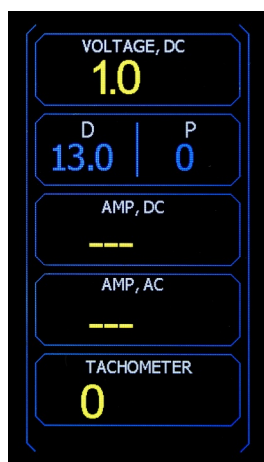 VOLTAGE, DC
1.0
D P
13.0 0
AMP, DC
---
AMP, AC
---
TACHOMETER
0